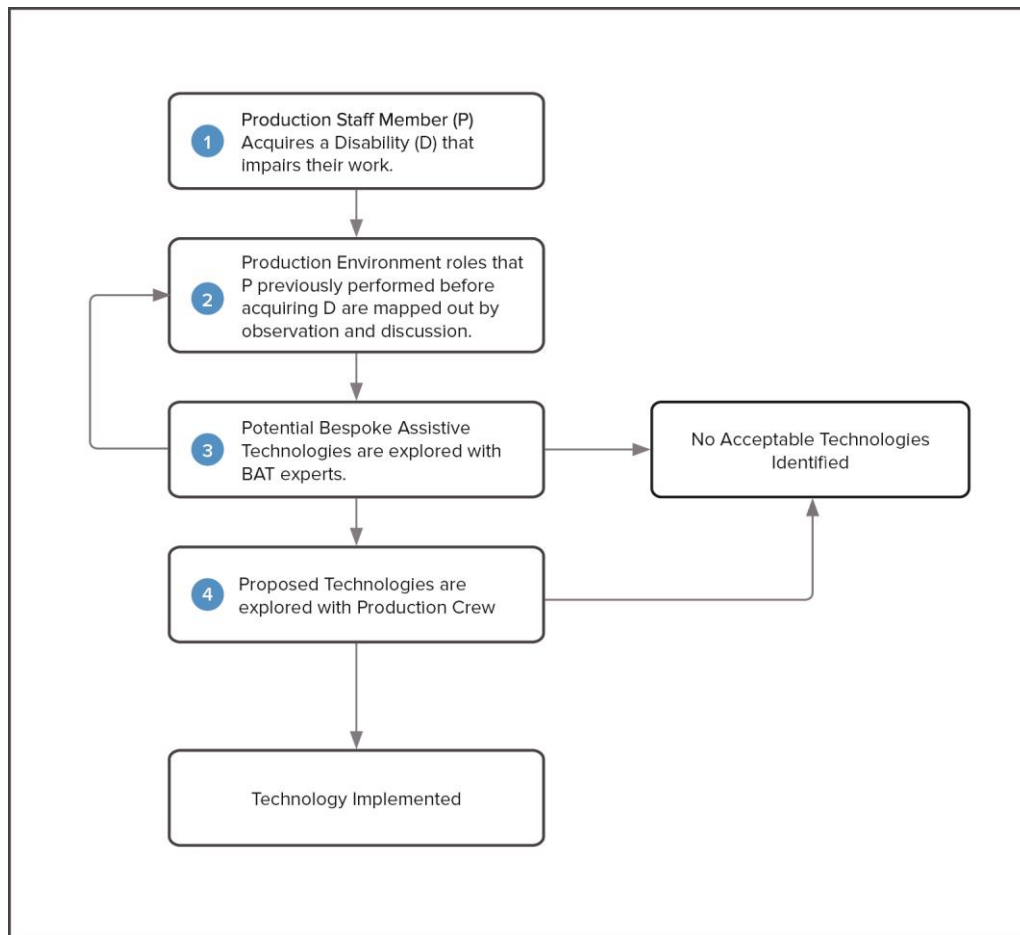 1
Production Staff Member (P)
Acquires a Disability (D) that
impairs their work.
2
Production Environment roles that
P previously performed before
acquiring D are mapped out by
observation and discussion.
3
Potential Bespoke Assistive
Technologies are explored with
BAT experts.
No Acceptable Technologies
Identified
4
Proposed Technologies are
explored with Production Crew
Technology Implemented